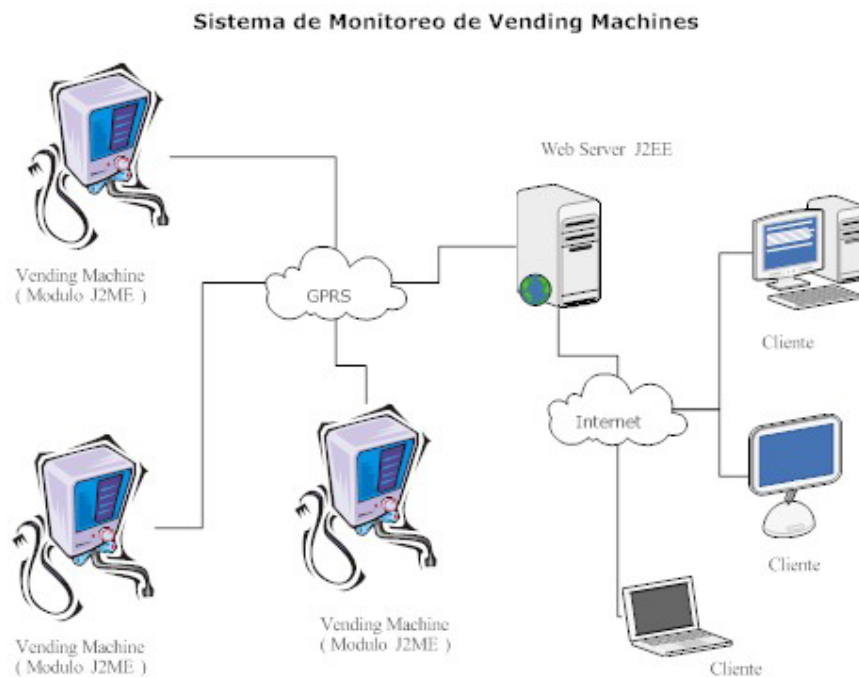 Sistema de Monitoreo de Vending Machines
Web Server J2EE
Vending Machine
( Modulo J2ME )
GPRS
Cliente
Internet
Cliente
Vending Machine
( Modulo J2ME )
Vending Machine
( Modulo J2ME )
Cliente